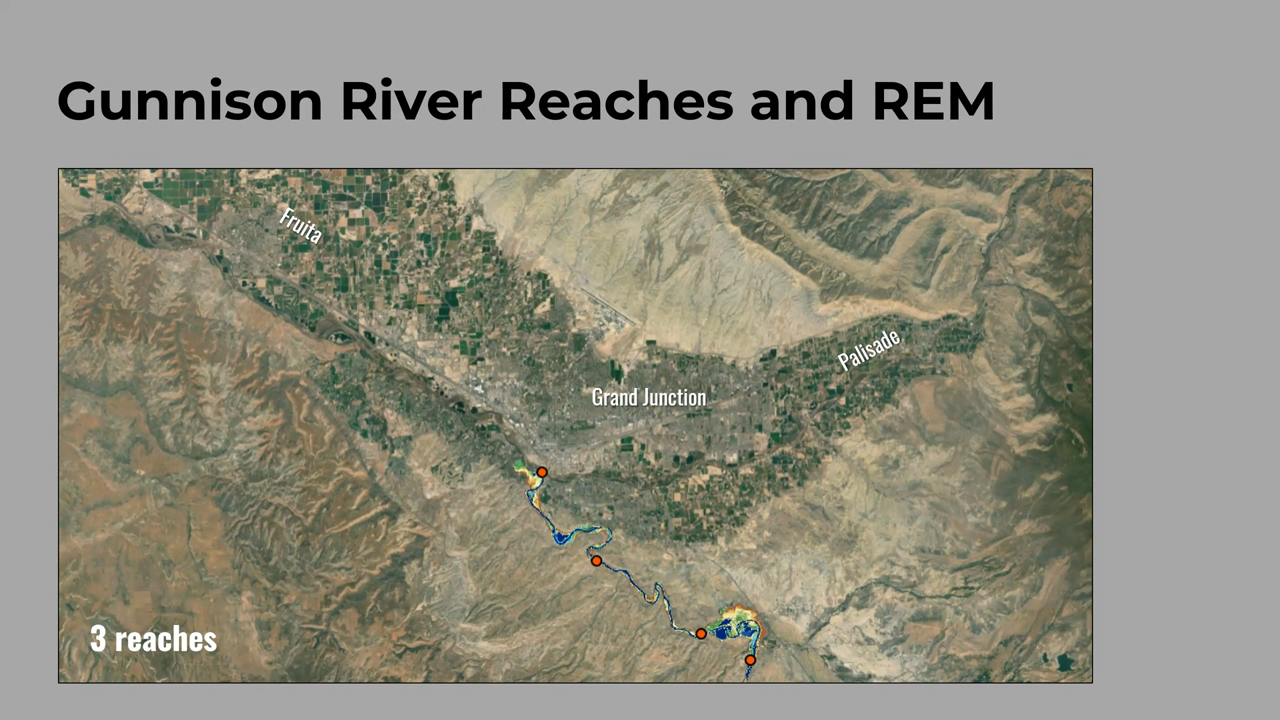 Gunnison River Reaches and REM
Fruita
Palisade
Grand Junction
3 reaches